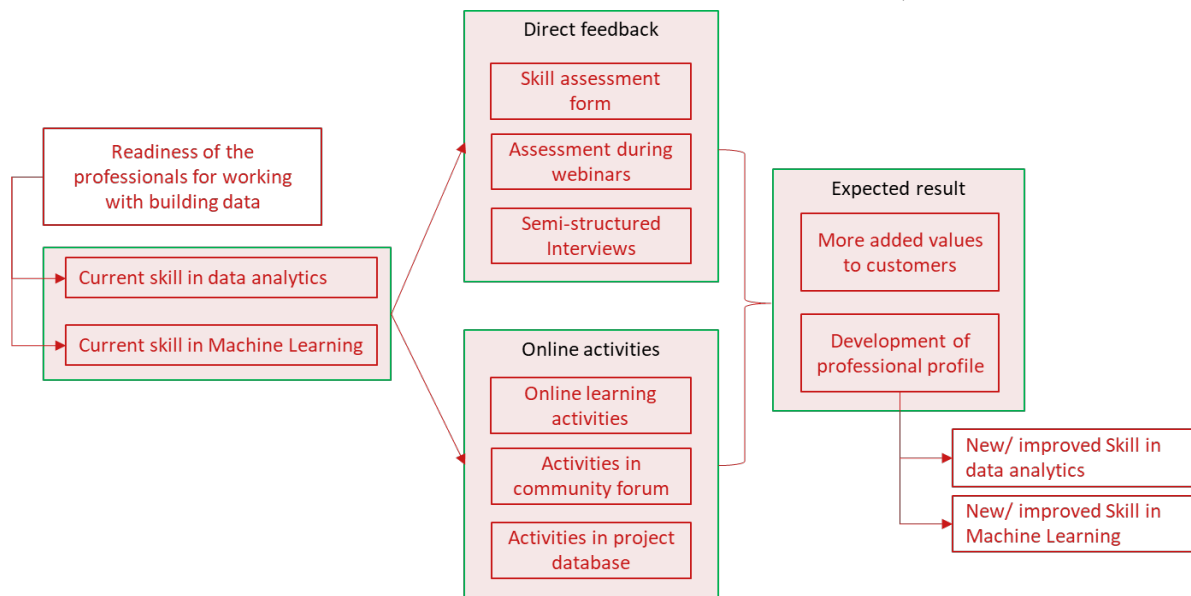 Readiness of the
professionals for working
with building data
Current skill in data analytics
Current skill in Machine Learning
Direct feedback
Skill assessment
form
Assessment during
webinars
Semi-structured
Interviews
Online activities
Online learning
activities
Activities in
community forum
Activities in project
database
Expected result
More added values
to customers
Development of
professional profile
New/ improved Skill in
data analytics
New/ improved Skill in
Machine Learning